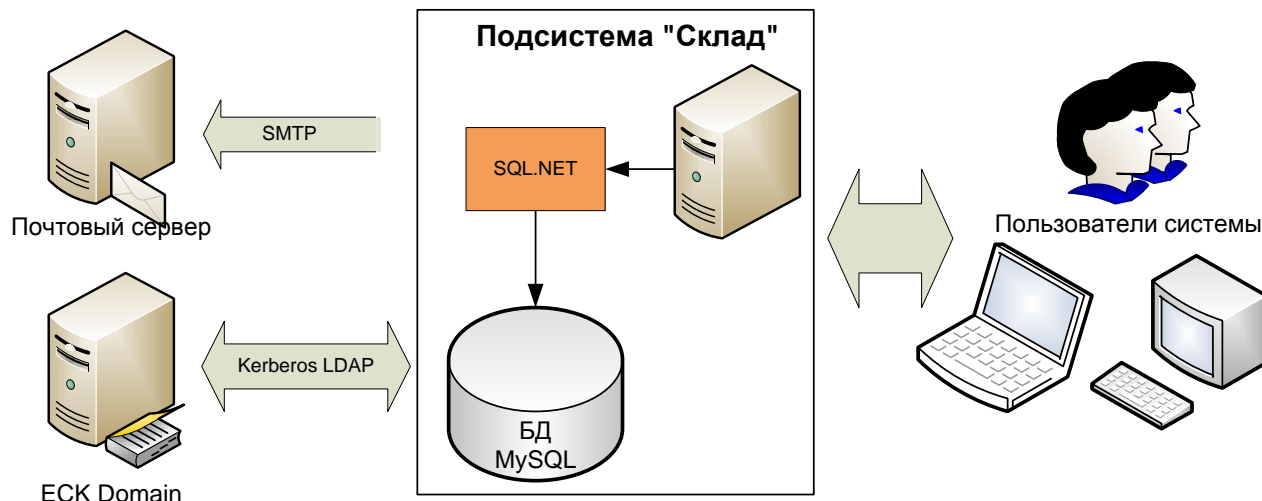 Подсистема "Склад"
SMTP
SQL.NET
Почтовый сервер
Пользователи системы
Kerberos LDAP
БД
MySQL
ECK Domain